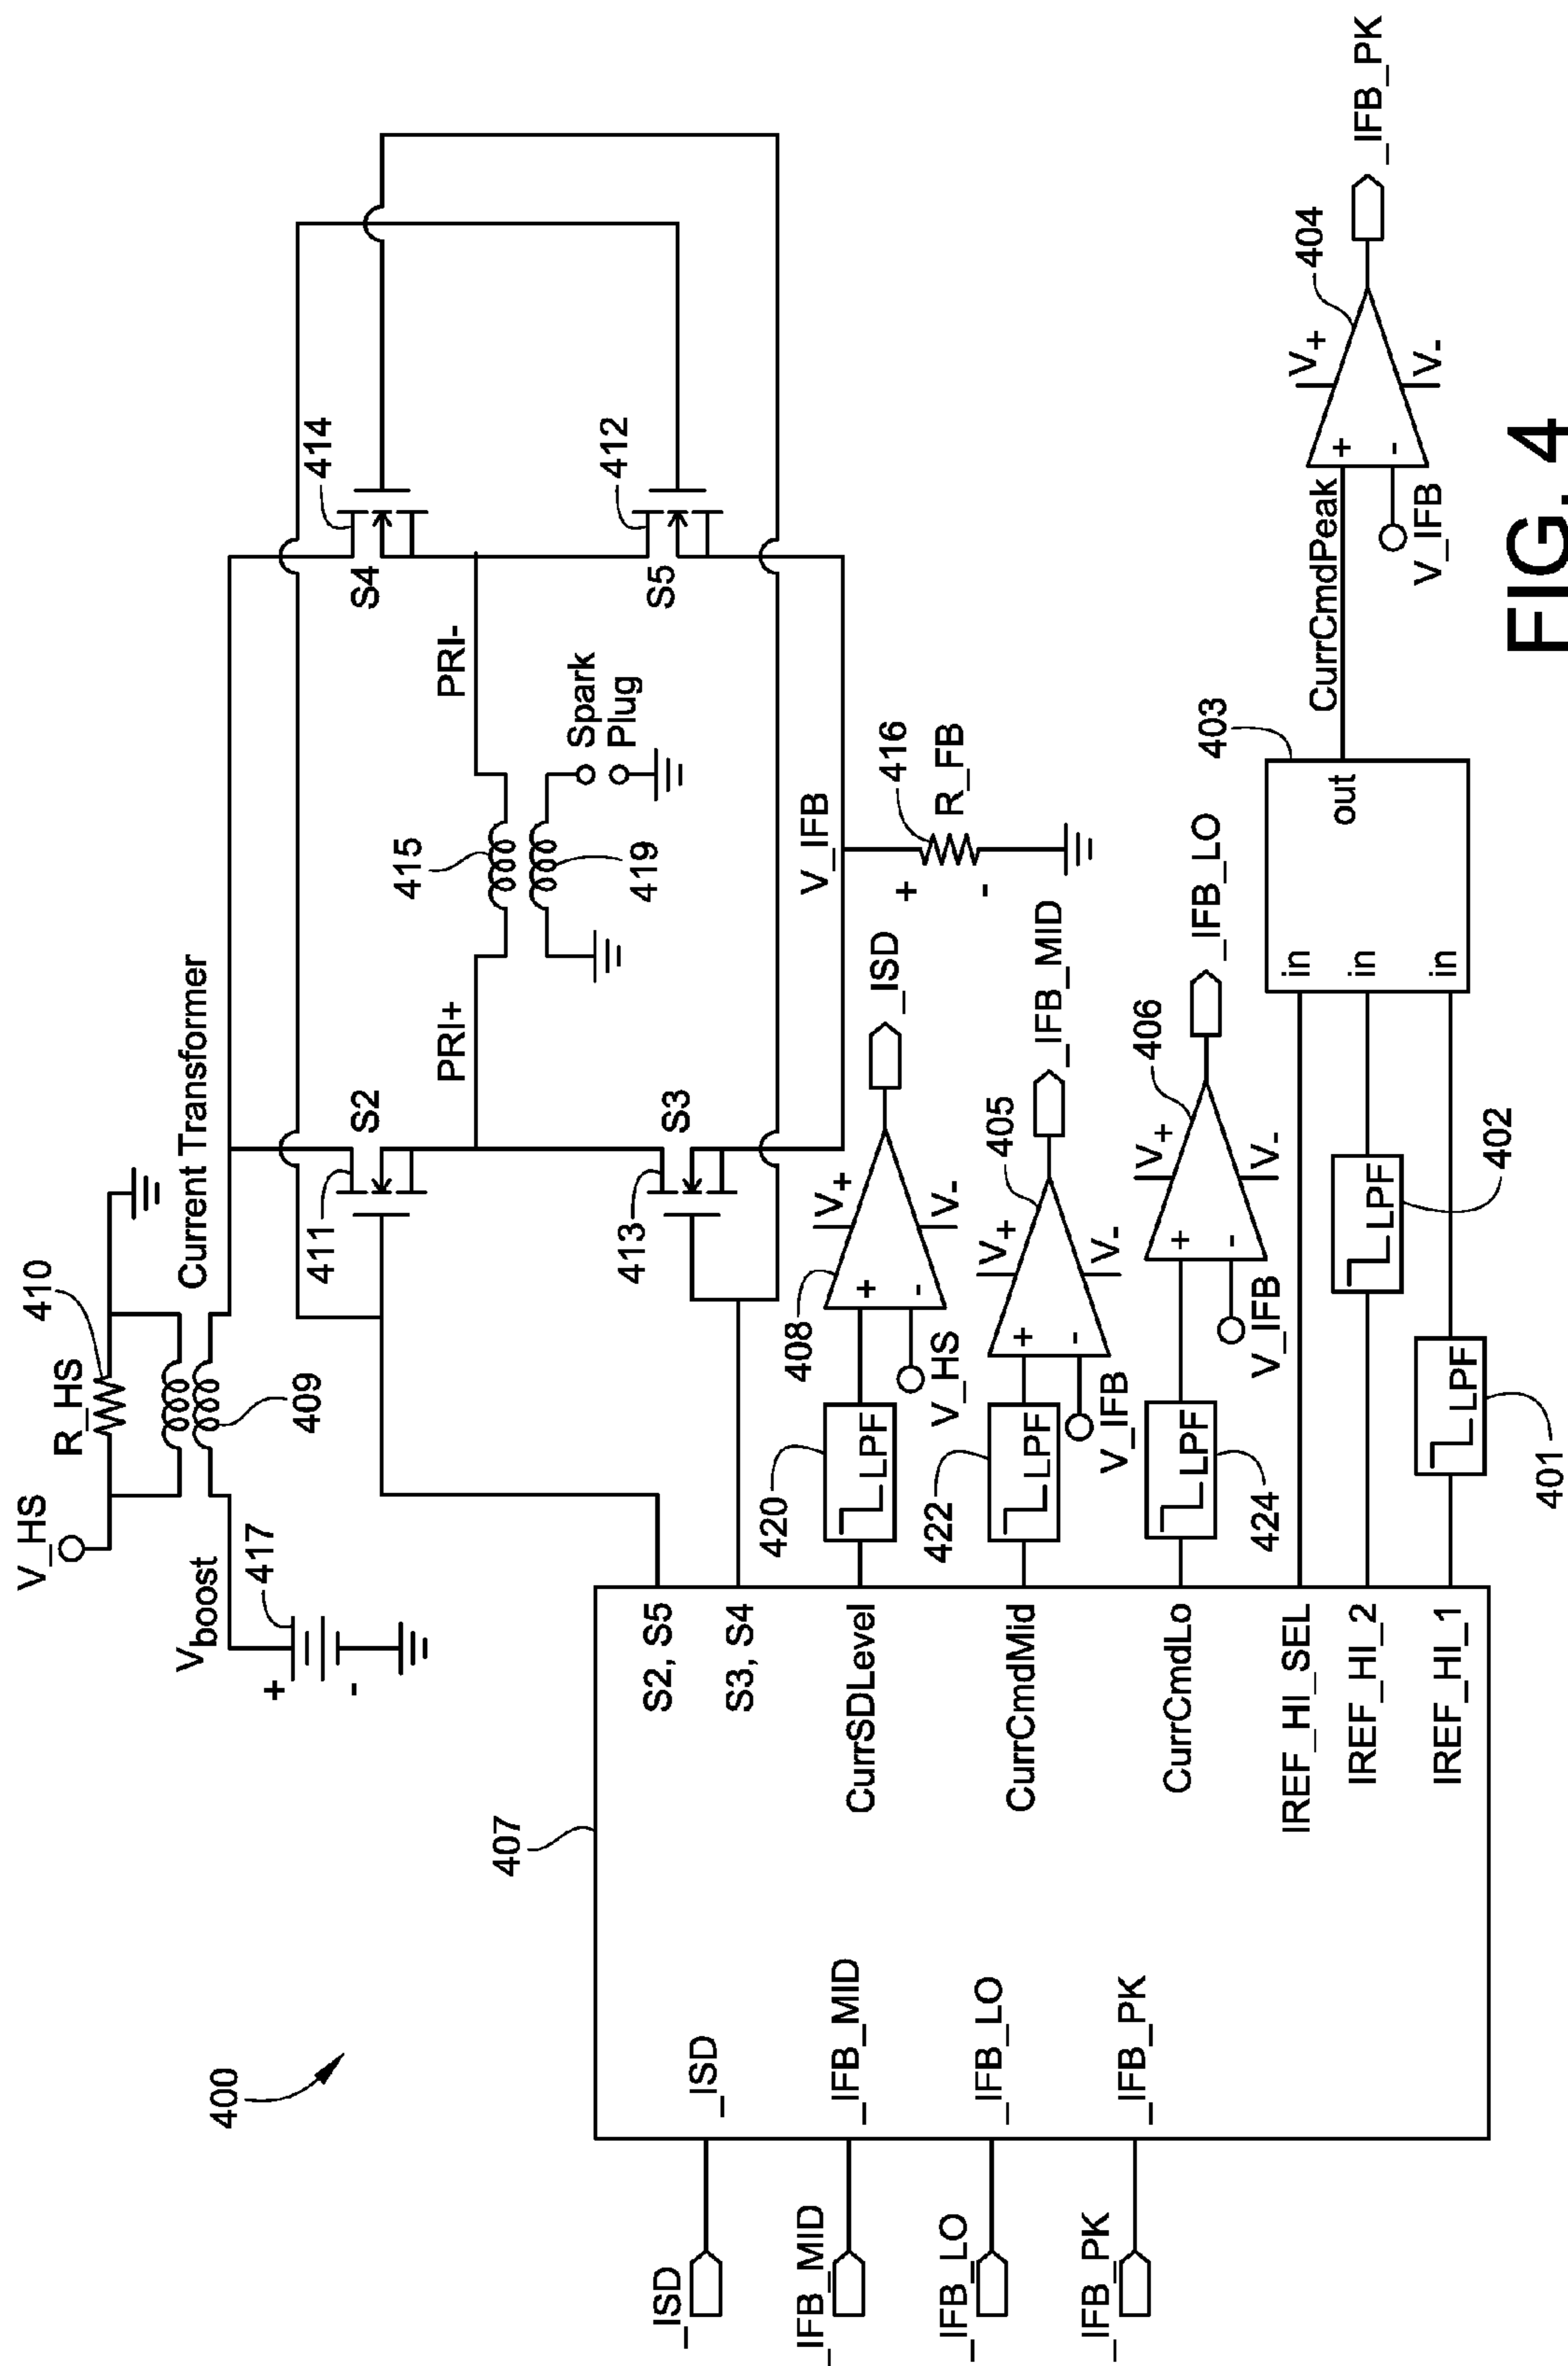 400
407
_ISD
_IFB_MID
_IFB_LO
_IFB_PK
_ISD
_IFB_MID
_IFB_LO
_IFB_PK
S2, S5
S3, S4
CurrSDLevel
CurrCmdMid
CurrCmdLo
IREF_HI_SEL
IREF_HI_2
IREF_HI_1
V_HS
R_HS
410
Vboost
417
+
-
409
Current Transformer
411
S2
413
S3
PRI+
PRI-
415
419
Spark
Plug
414
S4
412
S5
V_IFB
416
R_FB
+
-
420
LPF
408
V+
V-
+
-
V_HS
_ISD
422
LPF
405
V+
V-
+
-
V_IFB
_IFB_MID
424
LPF
406
V+
V-
+
-
V_IFB
_IFB_LO
LPF
402
LPF
401
403
in
in
in
out
CurrCmdPeak
404
V+
V-
+
-
V_IFB
_IFB_PK
FIG. 4